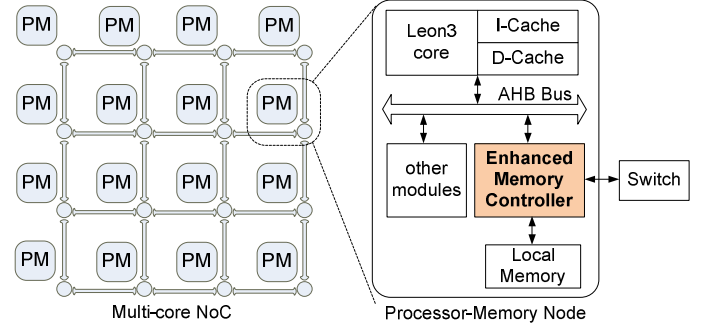 PM PM PM PM
PM PM PM PM
PM PM PM PM
PM PM PM PM
Multi-core NoC
Leon3
core
I-Cache
D-Cache
AHB Bus
other
modules
Enhanced
Memory
Controller
Switch
Local
Memory
Processor-Memory Node